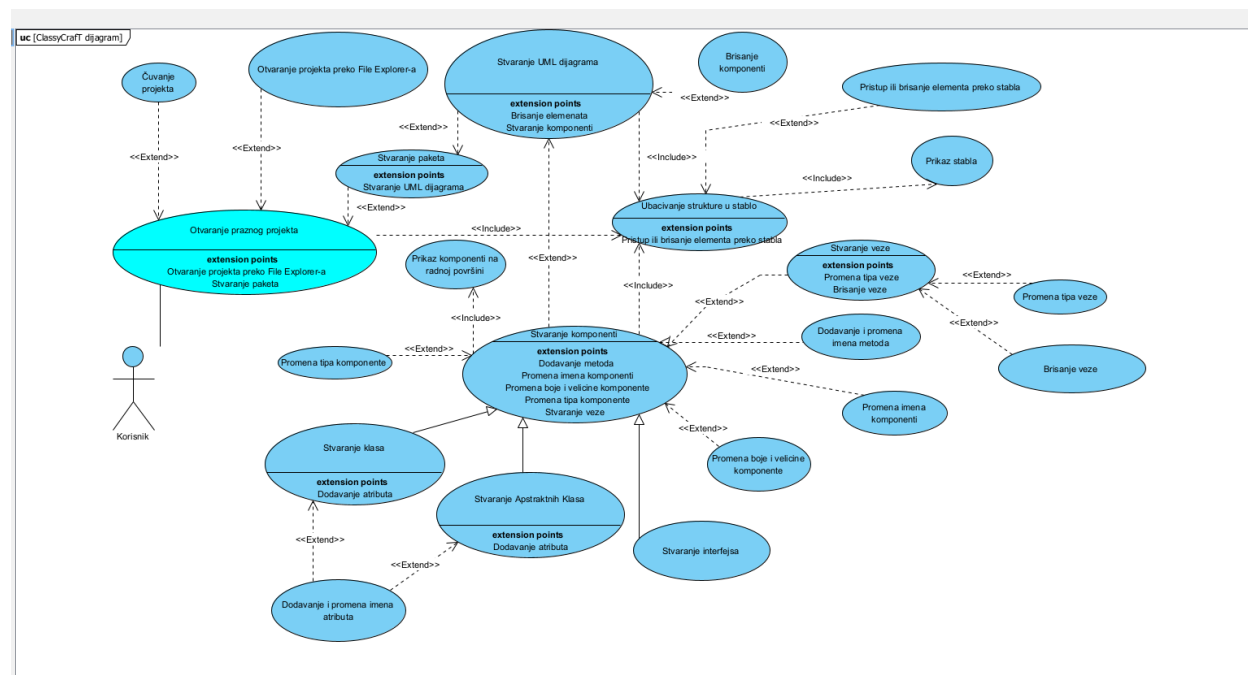 uc [ClassyCrafT dijagram]
Čuvanje
projekta
Otvaranje projekta preko File Explorer-a
Stvaranje UML dijagrama
extension points
Brisanje elemenata
Stvaranje komponenti
Brisanje
komponenti
<<Extend>>
Pristup ili brisanje elementa preko stabla
<<Extend>>
<<Extend>>
<<Extend>>
<<Extend>>
<<Include>>
Prikaz stabla
<<Include>>
Stvaranje paketa
extension points
Stvaranje UML dijagrama
<<Extend>>
Ubacivanje strukture u stablo
extension points
Pristup ili brisanje elementa preko stabla
Otvaranje praznog projekta
extension points
Otvaranje projekta preko File Explorer-a
Stvaranje paketa
<<Include>>
Prikaz komponenti na
radnoj površini
<<Extend>>
<<Include>>
Stvaranje veze
extension points
Promena tipa veze
Brisanje veze
<<Extend>>
Promena tipa veze
<<Extend>>
<<Extend>>
Brisanje veze
<<Include>>
Dodavanje i promena
imena metoda
<<Extend>>
Promena tipa komponente
<<Extend>>
Stvaranje komponenti
extension points
Dodavanje metoda
Promena imena komponenti
Promena boje i velicine komponente
Promena tipa komponente
Stvaranje veze
<<Extend>>
Promena imena
komponenti
<<Extend>>
Promena boje i velicine
komponente
Korisnik
Stvaranje klasa
extension points
Dodavanje atributa
Stvaranje Apstraktnih Klasa
extension points
Dodavanje atributa
Stvaranje interfejsa
<<Extend>>
<<Extend>>
Dodavanje i promena imena
atributa